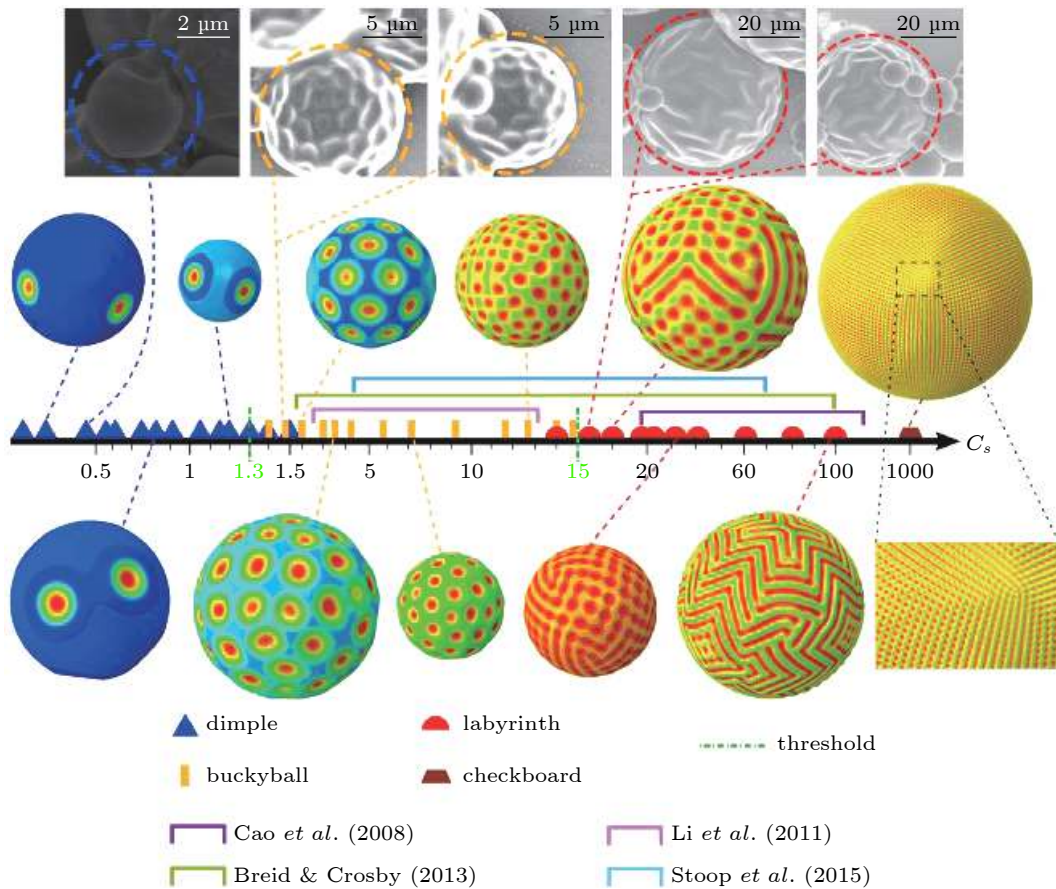 2 µm
5 µm
5 µm
20 µm
20 µm
0.5
1
1.3
1.5
5
10
15
20
60
100
1000
C_s
dimple
labyrinth
threshold
buckyball
checkboard
Cao et al. (2008)
Li et al. (2011)
Breid & Crosby (2013)
Stoop et al. (2015)